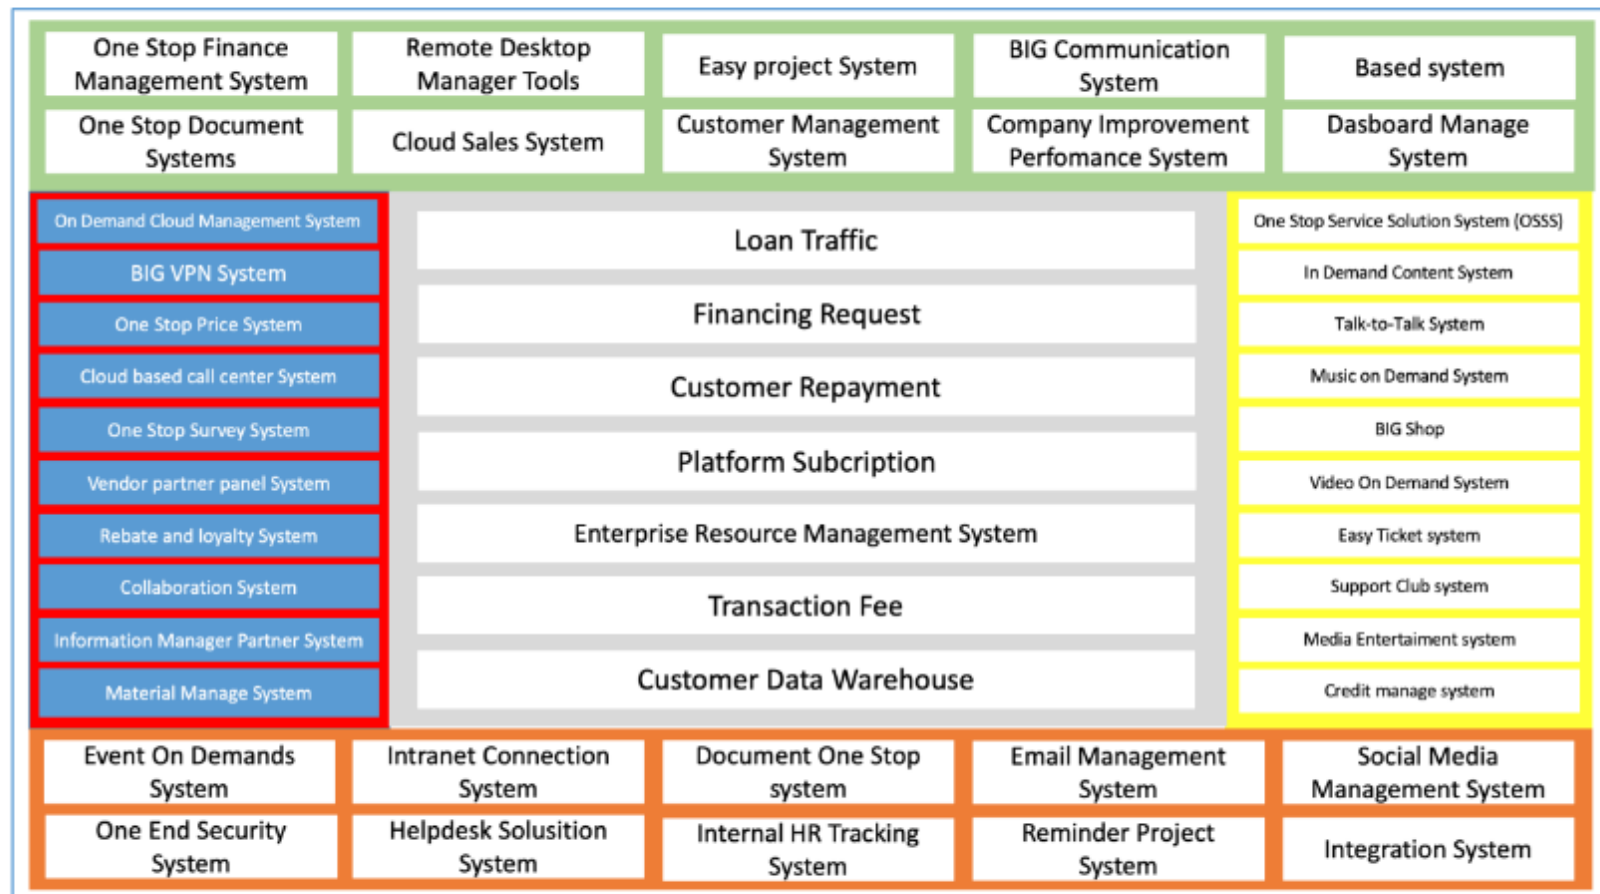 One Stop Finance
Management System
Remote Desktop
Manager Tools
Easy project System
BIG Communication
System
Based system
One Stop Document
Systems
Cloud Sales System
Customer Management
System
Company Improvement
Perfomance System
Dasboard Manage
System
On Demand Cloud Management System
BIG VPN System
One Stop Price System
Cloud based call center System
One Stop Survey System
Vendor partner panel System
Rebate and loyalty System
Collaboration System
Information Manager Partner System
Material Manage System
Loan Traffic
Financing Request
Customer Repayment
Platform Subcription
Enterprise Resource Management System
Transaction Fee
Customer Data Warehouse
One Stop Service Solution System (OSSS)
In Demand Content System
Talk-to-Talk System
Music on Demand System
BIG Shop
Video On Demand System
Easy Ticket system
Support Club system
Media Entertaiment system
Credit manage system
Event On Demands
System
Intranet Connection
System
Document One Stop
system
Email Management
System
Social Media
Management System
One End Security
System
Helpdesk Solusition
System
Internal HR Tracking
System
Reminder Project
System
Integration System